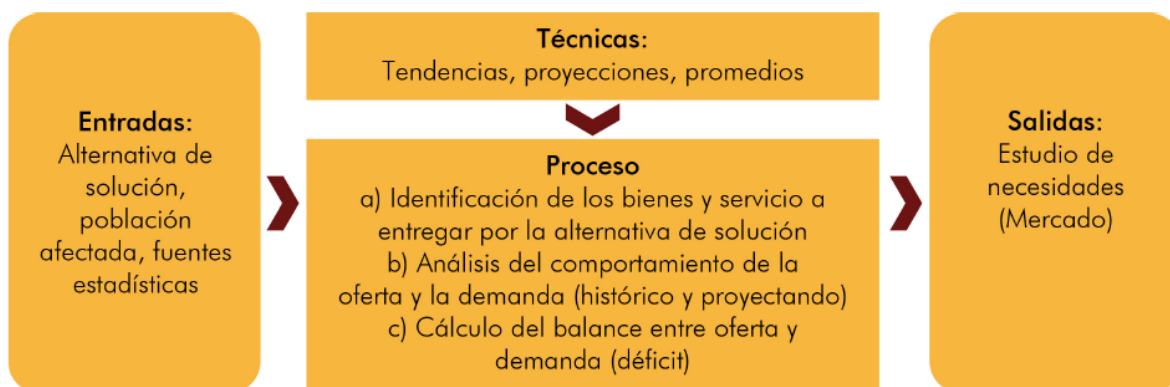 Entradas:
Alternativa de
solución,
población
afectada, fuentes
estadísticas
Técnicas:
Tendencias, proyecciones, promedios
Proceso
a) Identificación de los bienes y servicio a
entregar por la alternativa de solución
b) Análisis del comportamiento de la
oferta y la demanda (histórico y proyectando)
c) Cálculo del balance entre oferta y
demanda (déficit)
Salidas:
Estudio de
necesidades
(Mercado)